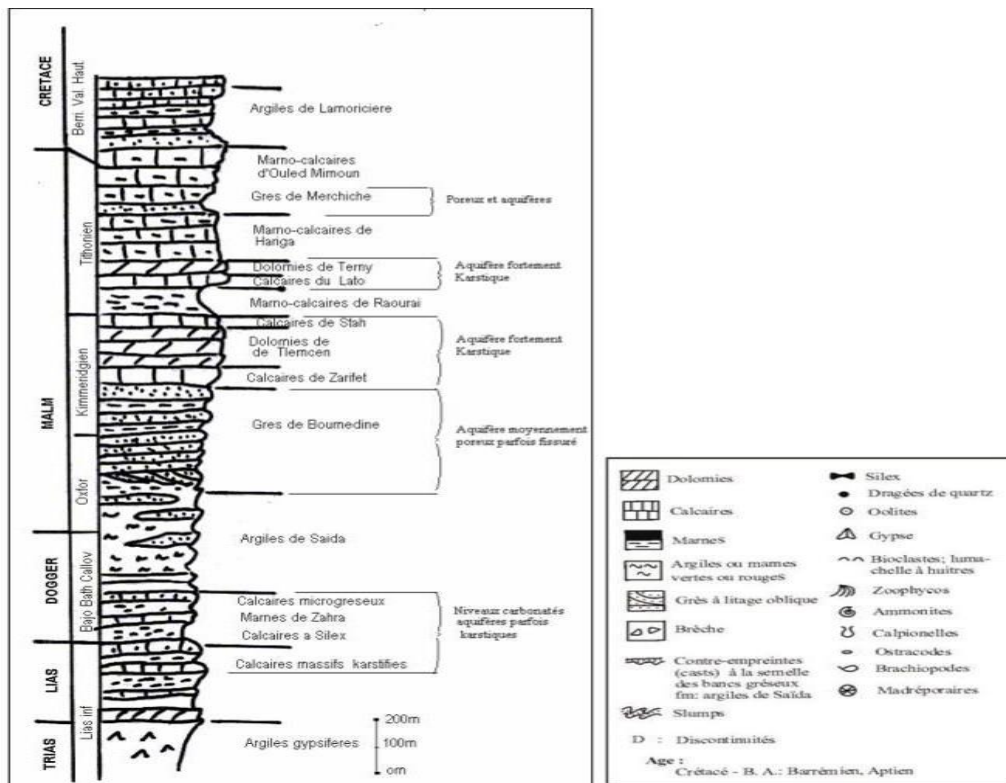 CRETACE
Berri. Val. Haut.
Argiles de Lamoriciere
MALM
Tithonien
Marno-calcaires
d'Ouled Mimoun
Gres de Merchiche
Poreux et aquifères
Marno-calcaires de
Hariga
Dolomies de Terny
Calcaires du Lato
Aquifère fortement
Karstique
Marno-calcaires de Raourai
Kimmeridgien
Calcaires de Stah
Dolomies de
de Tlemcen
Calcaires de Zarifet
Aquifère fortement
Karstique
Gres de Boumedine
Aquifère moyennement
poreux parfois fissuré
Oxfor
Argiles de Saida
DOGGER
Bajo Bath Callov
Calcaires microgreseux
Marnes de Zahra
Calcaires a Silex
Niveaux carbonatés
aquifères parfois
karstiques
LIAS
Calcaires massifs karstifies
Lias inf
TRIAS
Argiles gypsiferes
200m
100m
om
Dolomies
Calcaires
Marnes
Argiles ou marnes
vertes ou rouges
Grès à litage oblique
Brèche
Contre-empreintes
(casts) à la semelle
des bancs gréseux
fm: argiles de Saïda
Slumps
D : Discontinuités
Age :
Crétacé - B. A.: Barrémien, Aptien
Silex
Dragées de quartz
Oolites
Gypse
Bioclastes; luma-
chelle à huitres
Zoophycos
Ammonites
Calpionelles
Ostracodes
Brachiopodes
Madréporaires